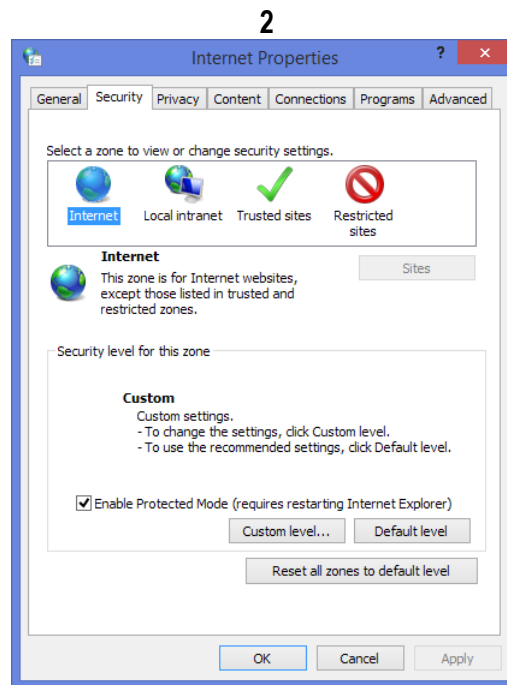 2
Internet Properties
?
×
General Security Privacy Content Connections Programs Advanced
Select a zone to view or change security settings.
Internet Local intranet Trusted sites Restricted
sites
Internet
This zone is for Internet websites,
except those listed in trusted and
restricted zones.
Sites
Security level for this zone
Custom
Custom settings.
- To change the settings, click Custom level.
- To use the recommended settings, click Default level.
Enable Protected Mode (requires restarting Internet Explorer)
Custom level... Default level
Reset all zones to default level
OK Cancel Apply